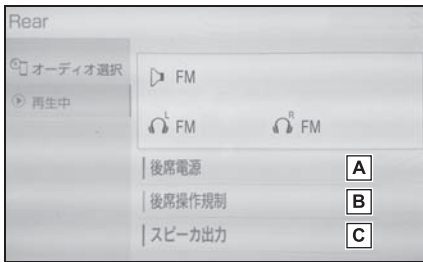 Rear
オーディオ選択
FM
再生中
L FM R FM
後席電源 A
後席操作規制 B
スピーカ出力 C